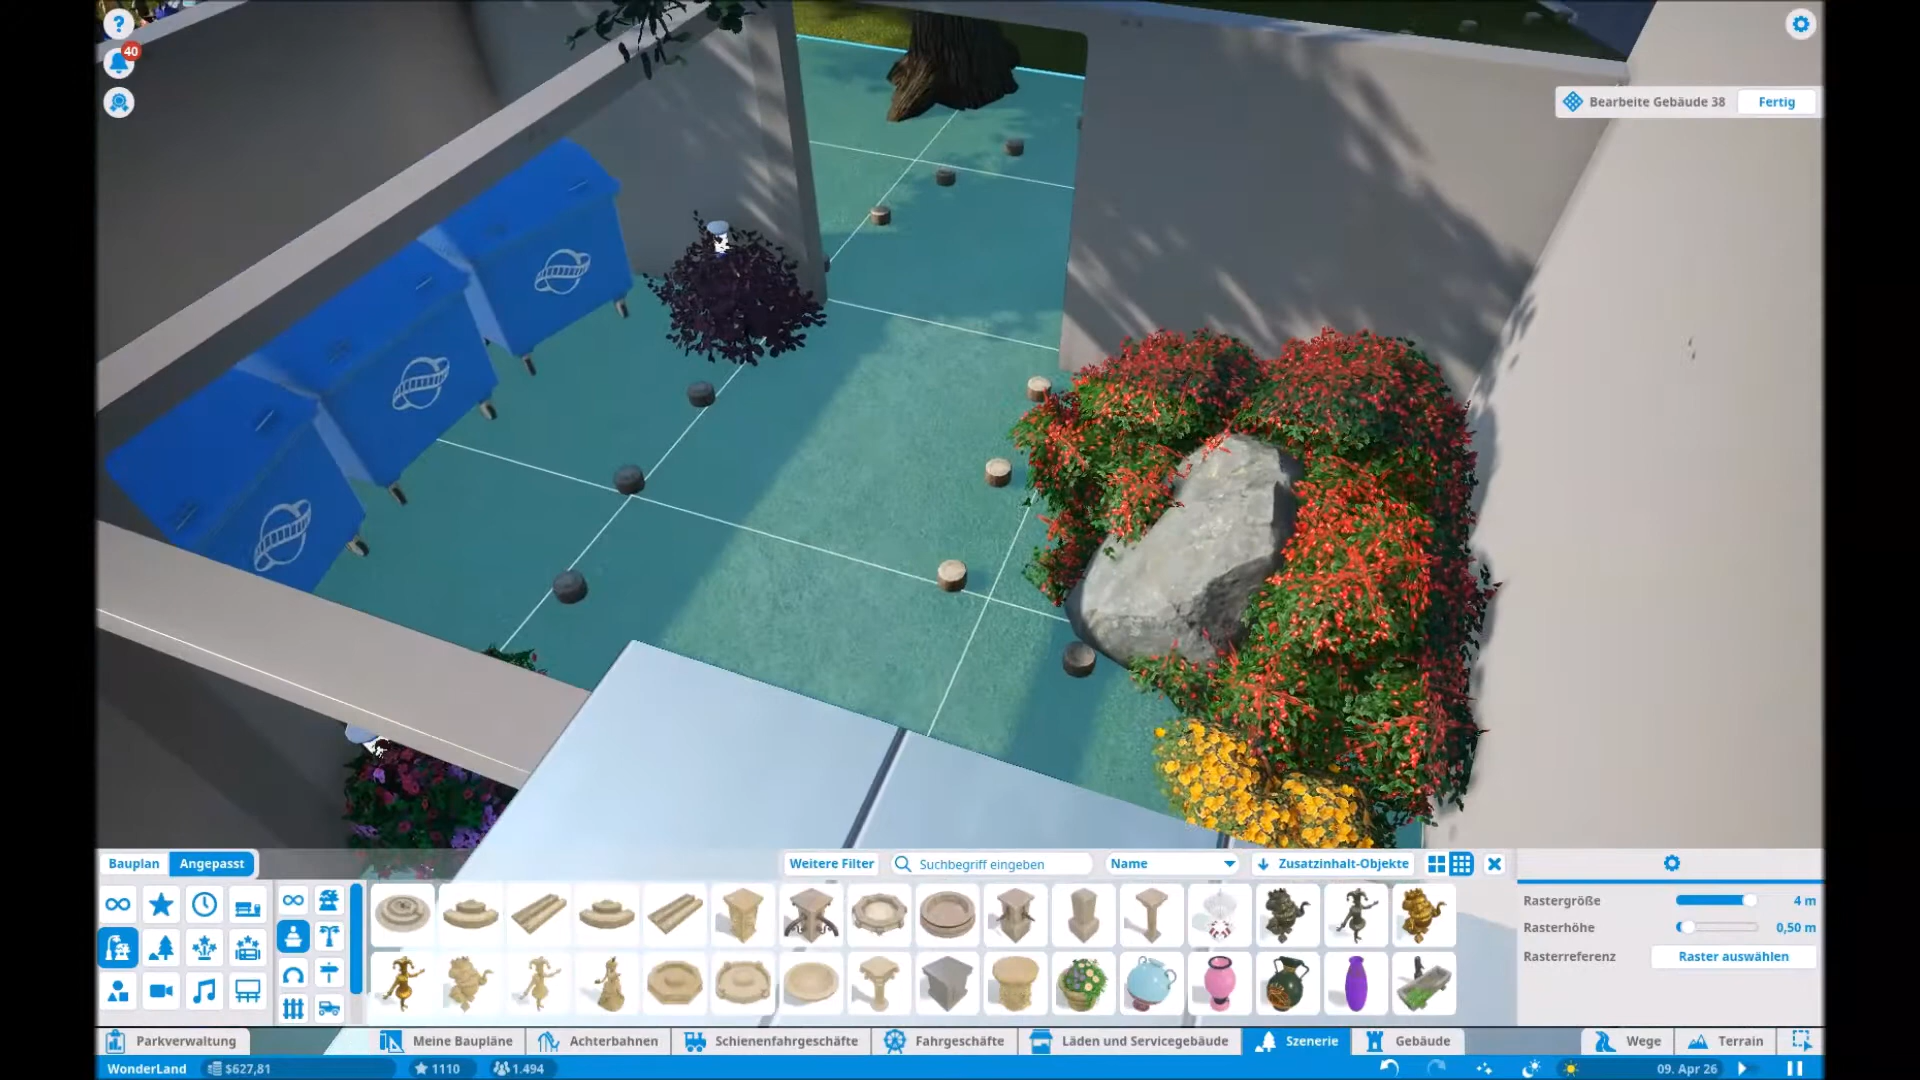 ?
40
Bearbeite Gebäude 38 Fertig
Bauplan Angepasst Weitere Filter Suchbegriff eingeben Name Zusatzinhalt-Objekte
Rastergröße 4 m
Rasterhöhe 0,50 m
Rasterreferenz Raster auswählen
Parkverwaltung Meine Baupläne Achterbahnen Schienenfahrgeschäfte Fahrgeschäfte Läden und Servicegebäude Szenerie Gebäude Wege Terrain
WonderLand $627,81 1110 1.494 09. Apr 26